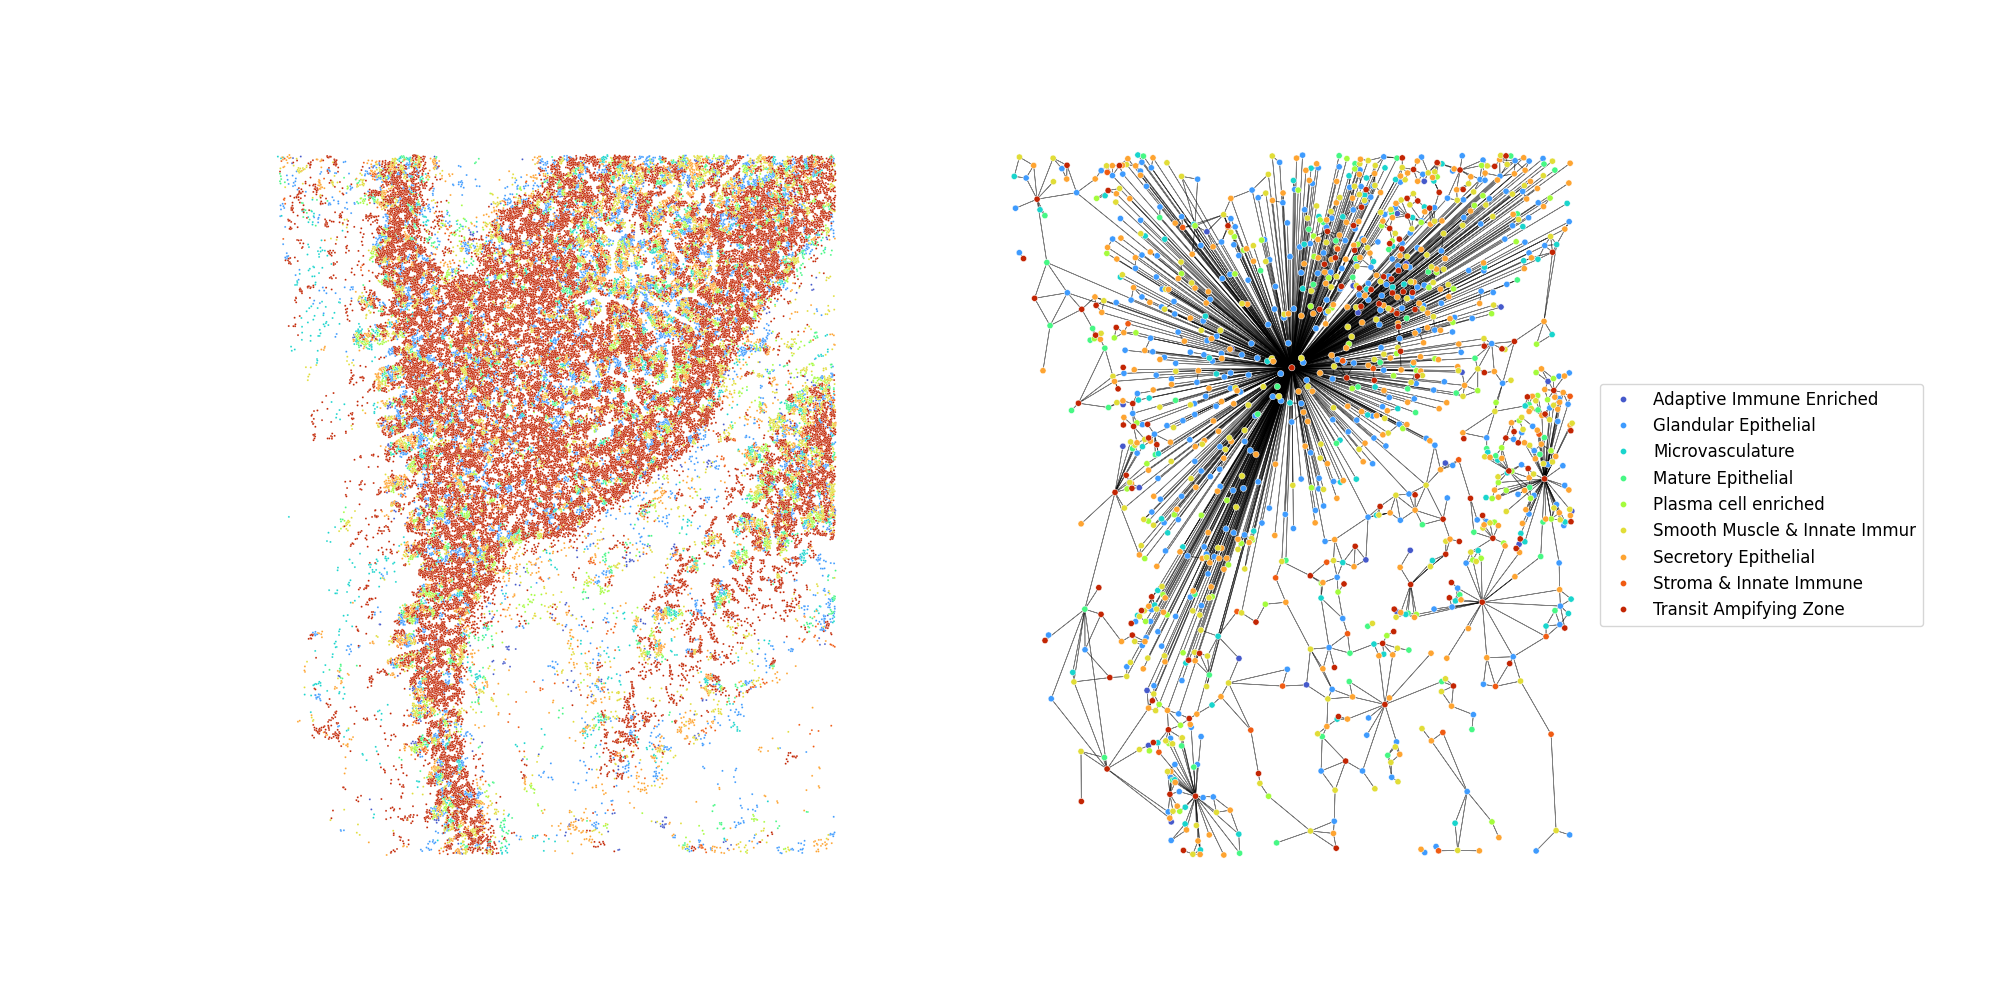 Adaptive Immune Enriched
Glandular Epithelial
Microvasculature
Mature Epithelial
Plasma cell enriched
Smooth Muscle & Innate Immur
Secretory Epithelial
Stroma & Innate Immune
Transit Ampifying Zone